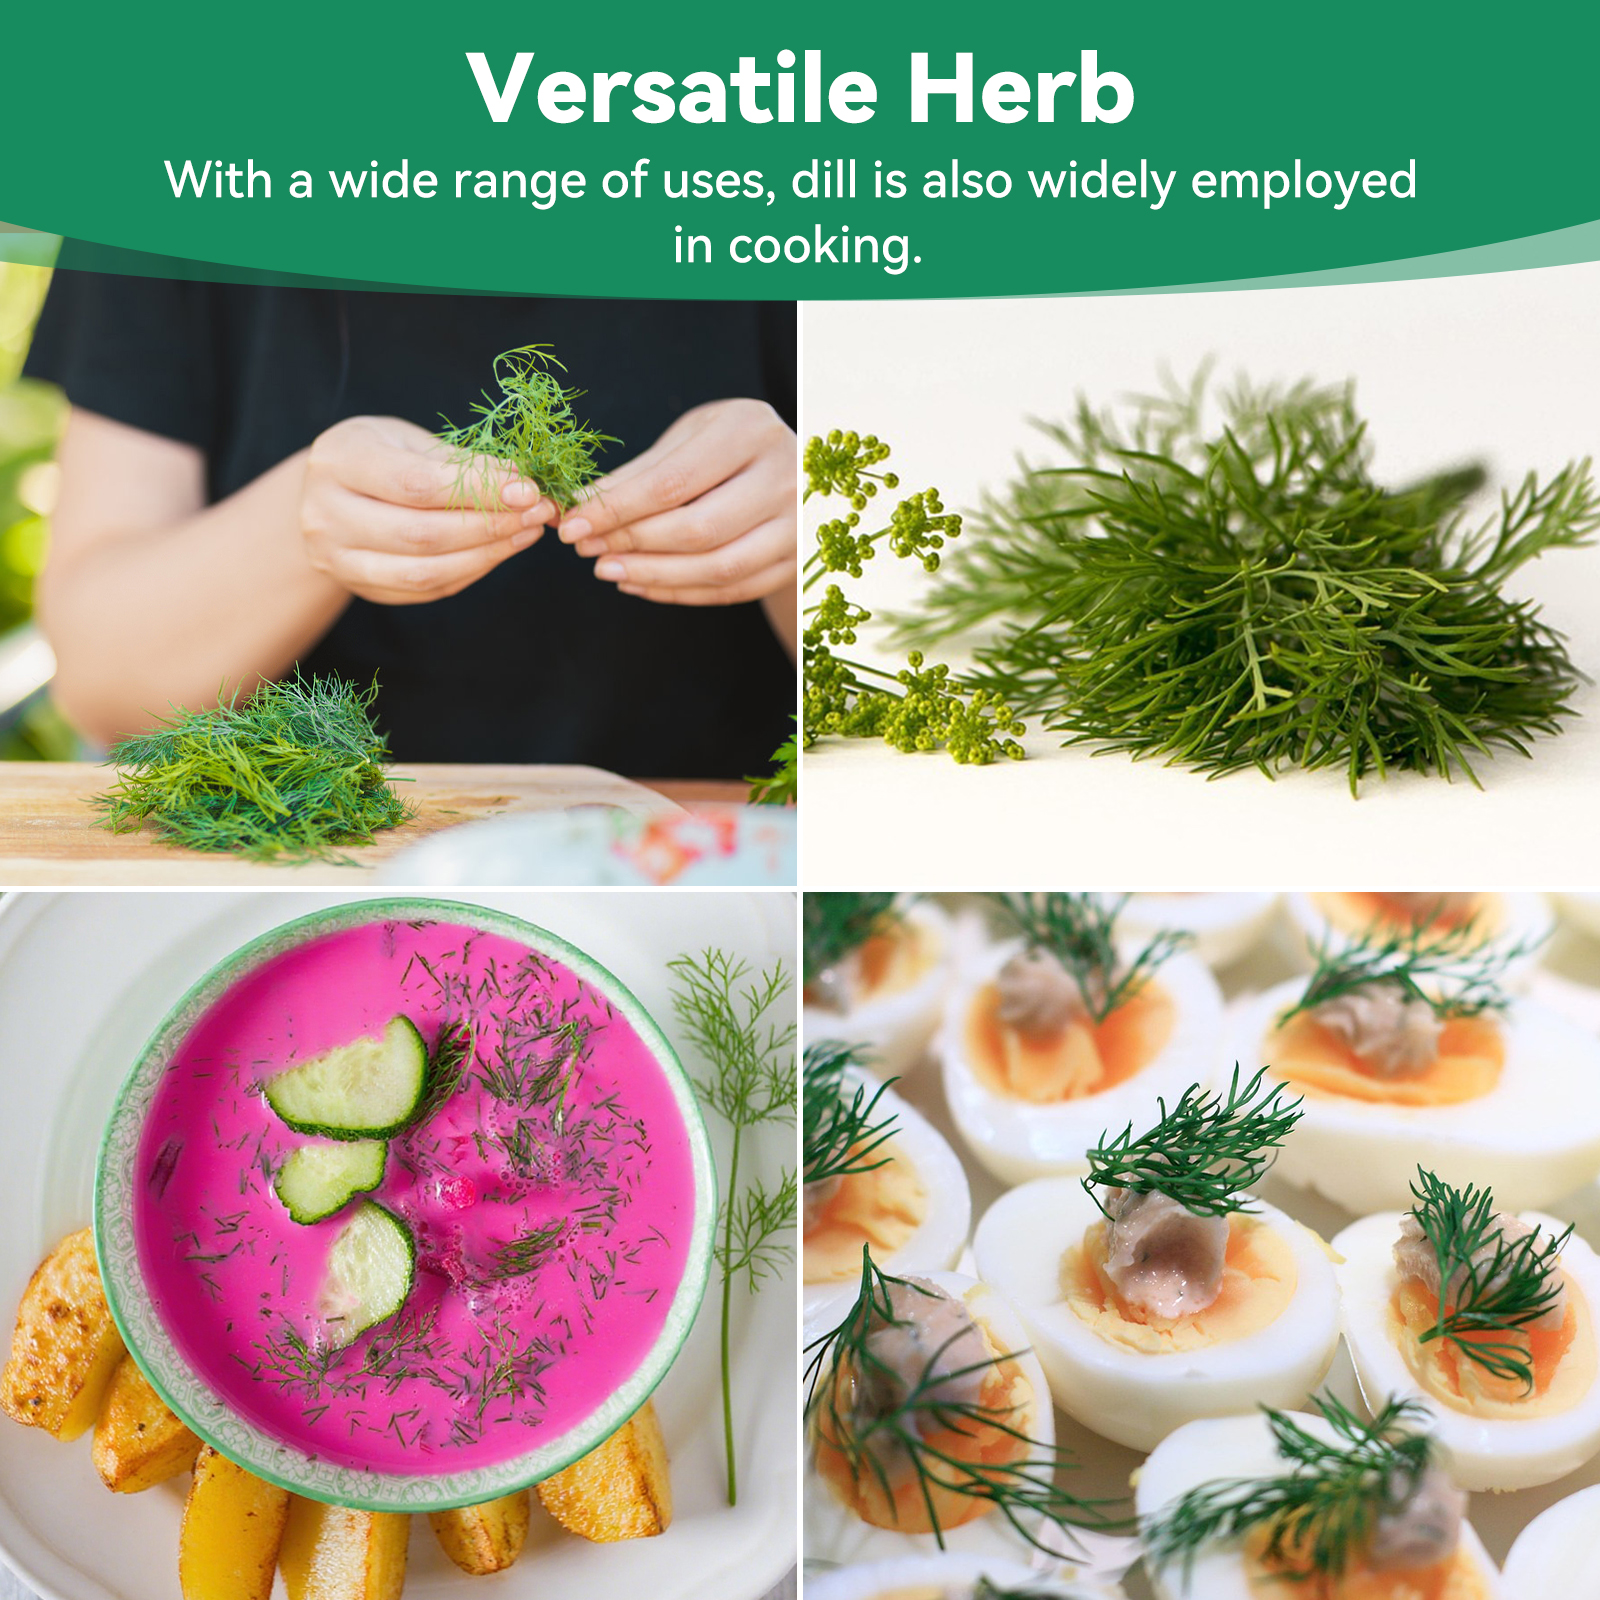 Versatile Herb
With a wide range of uses, dill is also widely employed
in cooking.